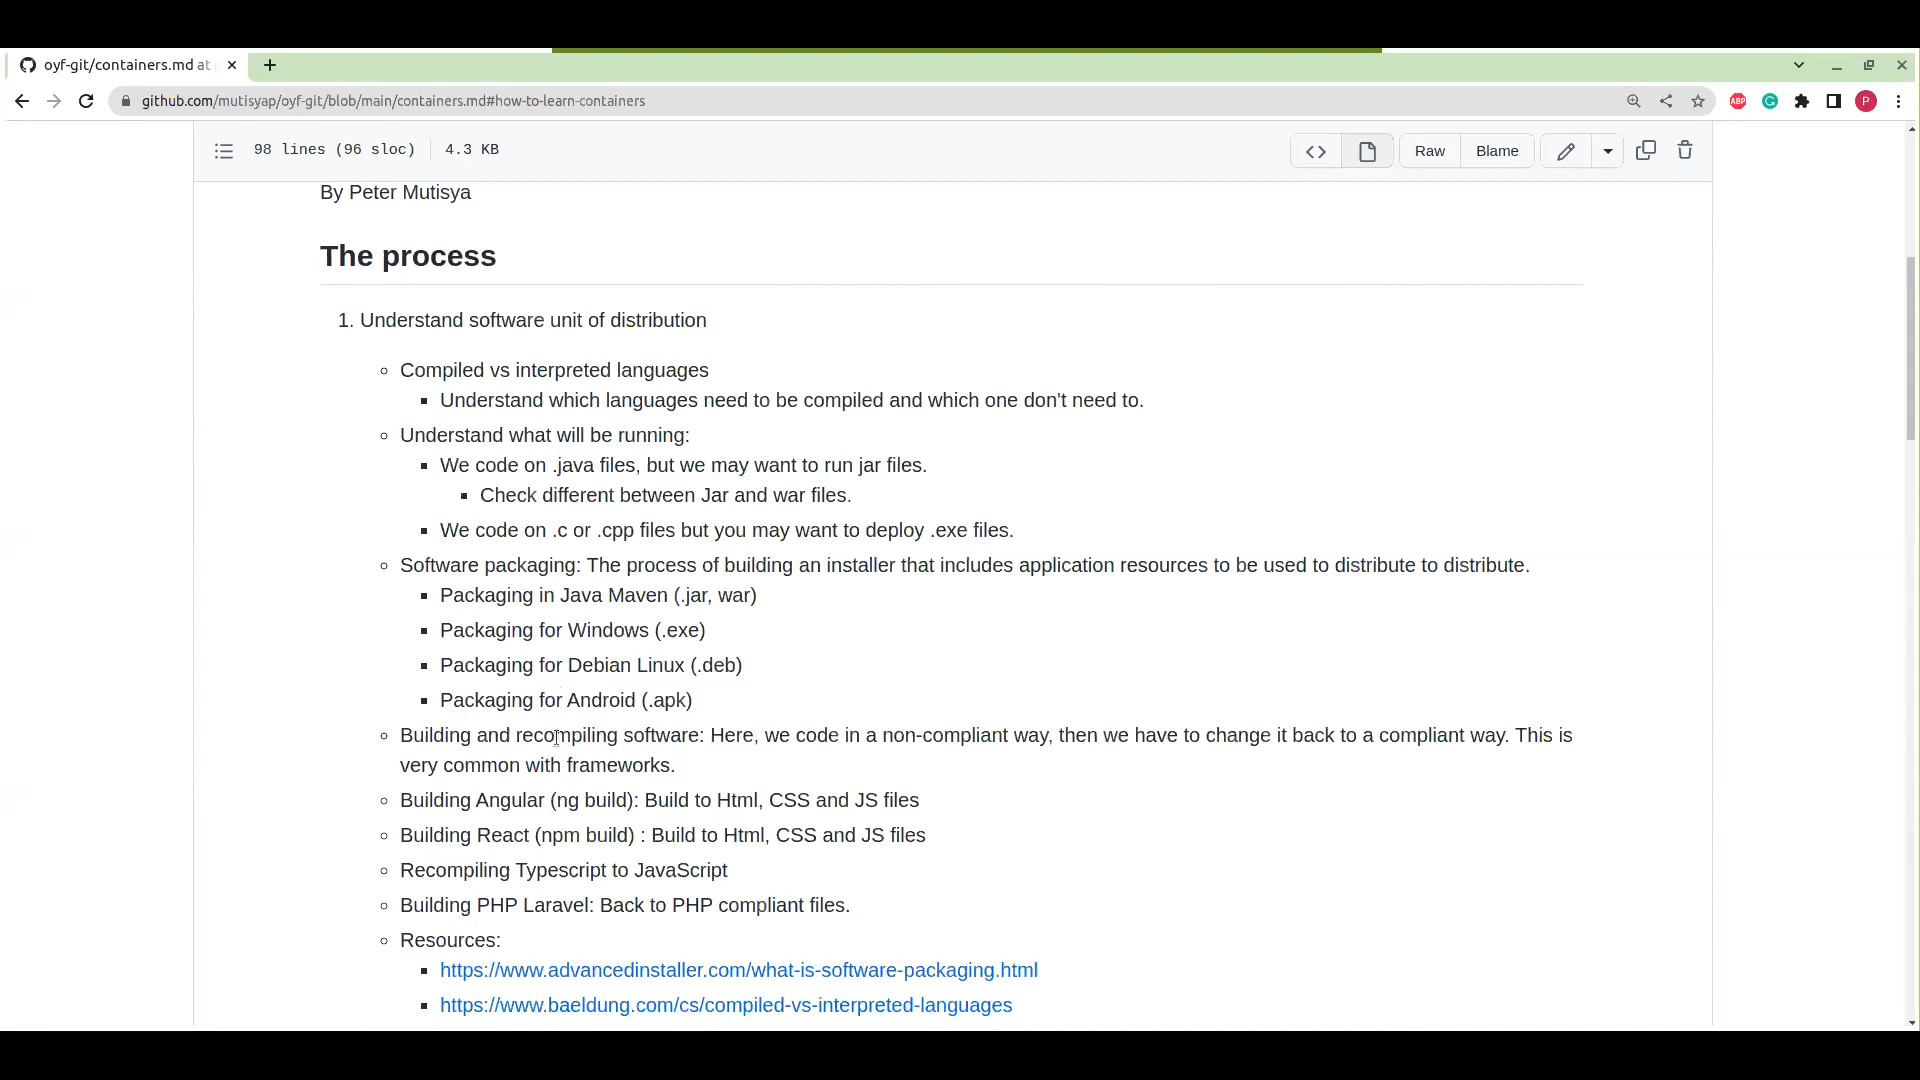 oyf-git/containers.md at
github.com/mutisyap/oyf-git/blob/main/containers.md#how-to-learn-containers
ABP
P
98 lines (96 sloc) 4.3 KB
Raw Blame
By Peter Mutisya
The process
1. Understand software unit of distribution
Compiled vs interpreted languages
Understand which languages need to be compiled and which one don't need to.
Understand what will be running:
We code on .java files, but we may want to run jar files.
Check different between Jar and war files.
We code on .c or .cpp files but you may want to deploy .exe files.
Software packaging: The process of building an installer that includes application resources to be used to distribute to distribute.
Packaging in Java Maven (.jar, war)
Packaging for Windows (.exe)
Packaging for Debian Linux (.deb)
Packaging for Android (.apk)
Building and recompiling software: Here, we code in a non-compliant way, then we have to change it back to a compliant way. This is
very common with frameworks.
Building Angular (ng build): Build to Html, CSS and JS files
Building React (npm build) : Build to Html, CSS and JS files
Recompiling Typescript to JavaScript
Building PHP Laravel: Back to PHP compliant files.
Resources:
https://www.advancedinstaller.com/what-is-software-packaging.html
https://www.baeldung.com/cs/compiled-vs-interpreted-languages